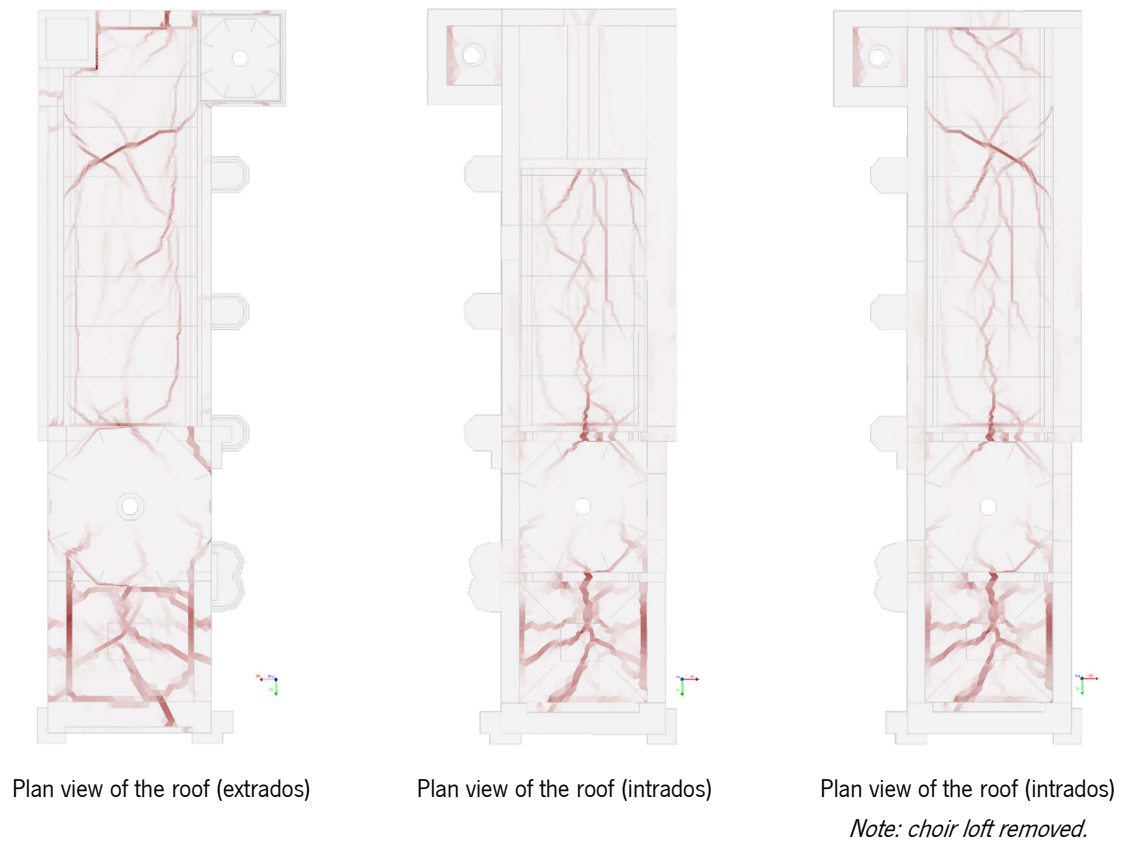 Plan view of the roof (extrados)
Plan view of the roof (intrados)
Plan view of the roof (intrados)
Note: choir loft removed.